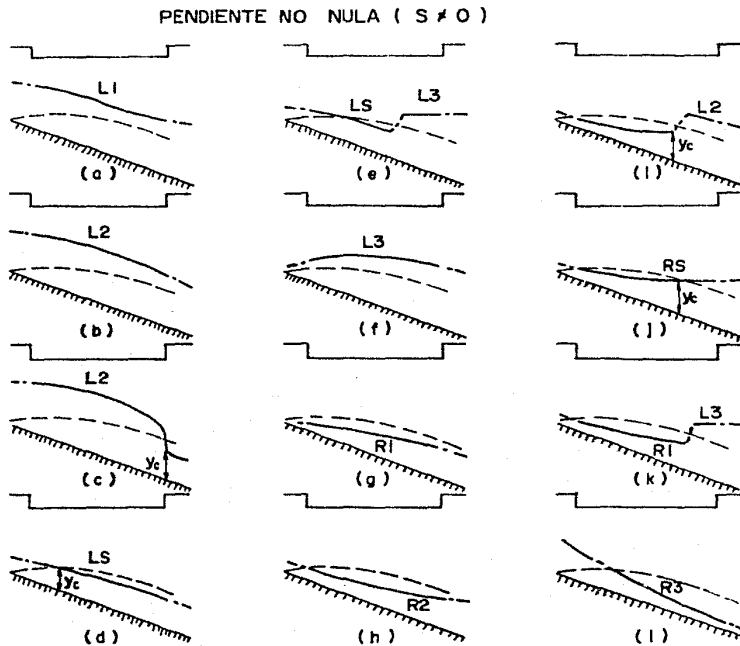 PENDIENTE NO NULA ( S ≠ O )
L1
(a)
LS
L3
(e)
L2
yc
(i)
L2
(b)
L3
(f)
RS
yc
(j)
L2
yc
(c)
R1
(g)
L3
R1
(k)
LS
yc
(d)
R2
(h)
R3
(l)